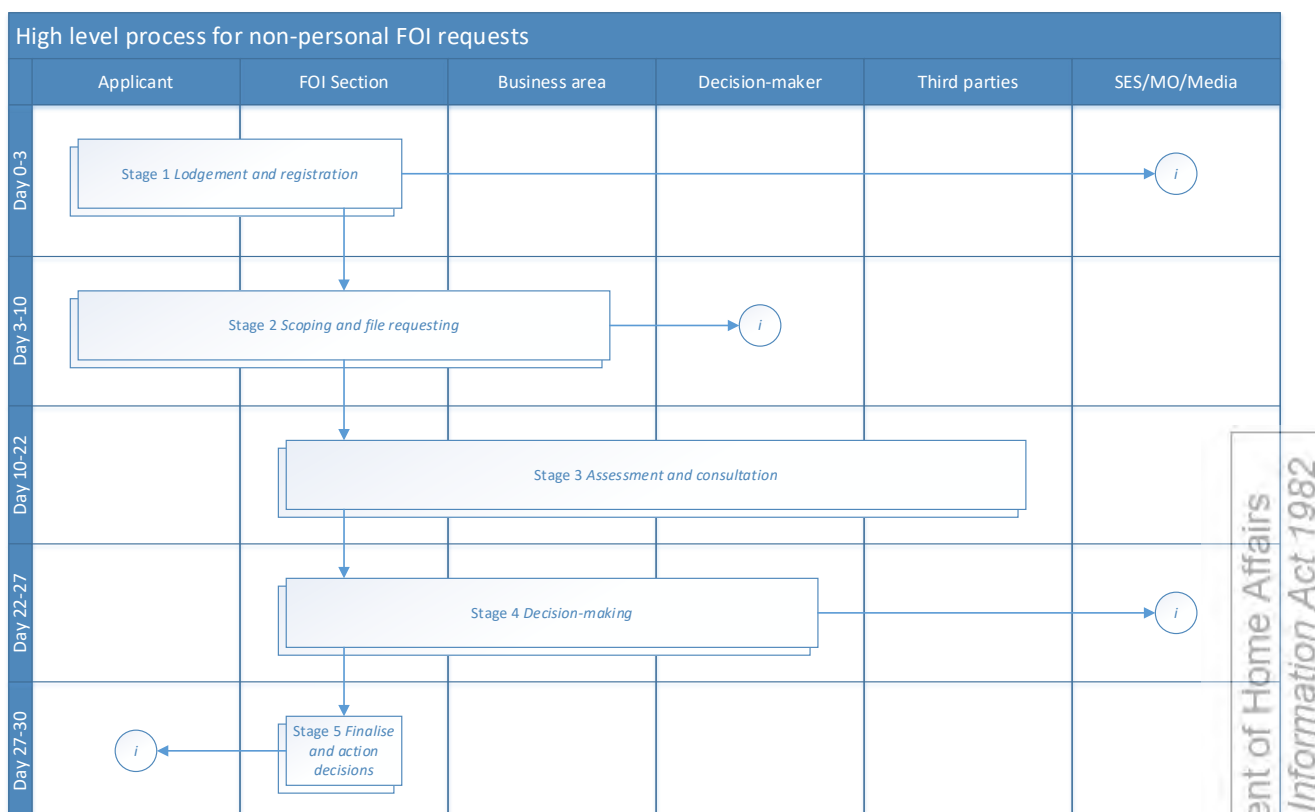 High level process for non-personal FOI requests
Applicant FOI Section Business area Decision-maker Third parties SES/MO/Media
Day 0-3
Stage 1 Lodgement and registration
i
Day 3-10
Stage 2 Scoping and file requesting
i
Day 10-22
Stage 3 Assessment and consultation
Day 22-27
Stage 4 Decision-making
i
Day 27-30
Stage 5 Finalise
and action
decisions
i
of Home Affairs
Information Act 1982